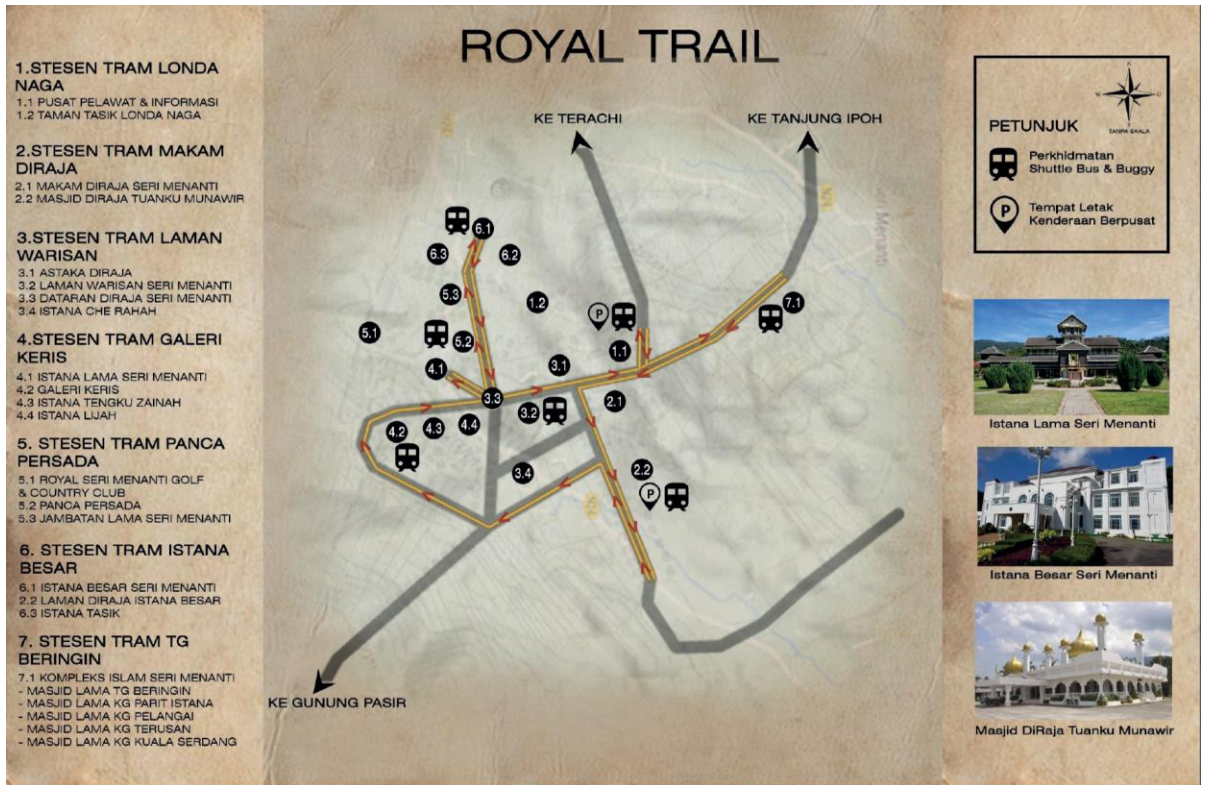 ROYAL TRAIL
1.STESEN TRAM LONDA
NAGA
1.1 PUSAT PELAWAT & INFORMASI
1.2 TAMAN TASIK LONDA NAGA
2.STESEN TRAM MAKAM
DIRAJA
2.1 MAKAM DIRAJA SERI MENANTI
2.2 MASJID DIRAJA TUANKU MUNAWIR
3.STESEN TRAM LAMAN
WARISAN
3.1 ASTAKA DIRAJA
3.2 LAMAN WARISAN SERI MENANTI
3.3 DATARAN DIRAJA SERI MENANTI
3.4 ISTANA CHE RAHAH
4.STESEN TRAM GALERI
KERIS
4.1 ISTANA LAMA SERI MENANTI
4.2 GALERI KERIS
4.3 ISTANA TENGKU ZAINAH
4.4 ISTANA LIJAH
5. STESEN TRAM PANCA
PERSADA
5.1 ROYAL SERI MENANTI GOLF
& COUNTRY CLUB
5.2 PANCA PERSADA
5.3 JAMBATAN LAMA SERI MENANTI
6. STESEN TRAM ISTANA
BESAR
6.1 ISTANA BESAR SERI MENANTI
2.2 LAMAN DIRAJA ISTANA BESAR
6.3 ISTANA TASIK
7. STESEN TRAM TG
BERINGIN
7.1 KOMPLEKS ISLAM SERI MENANTI
- MASJID LAMA TG BERINGIN
- MASJID LAMA KG PARIT ISTANA
- MASJID LAMA KG PELANGAI
- MASJID LAMA KG TERUSAN
- MASJID LAMA KG KUALA SERDANG
KE TERACHI
KE TANJUNG IPOH
6.1
6.3
6.2
5.3
1.2
P
7.1
5.1
5.2
1.1
4.1
3.1
3.3
3.2
2.1
4.2
4.3
4.4
3.4
2.2
P
KE GUNUNG PASIR
Menanti
PETUNJUK
TANPA SKALA
Perkhidmatan
Shuttle Bus & Buggy
P
Tempat Letak
Kenderaan Berpusat
Istana Lama Seri Menanti
Istana Besar Seri Menanti
Masjid DiRaja Tuanku Munawir